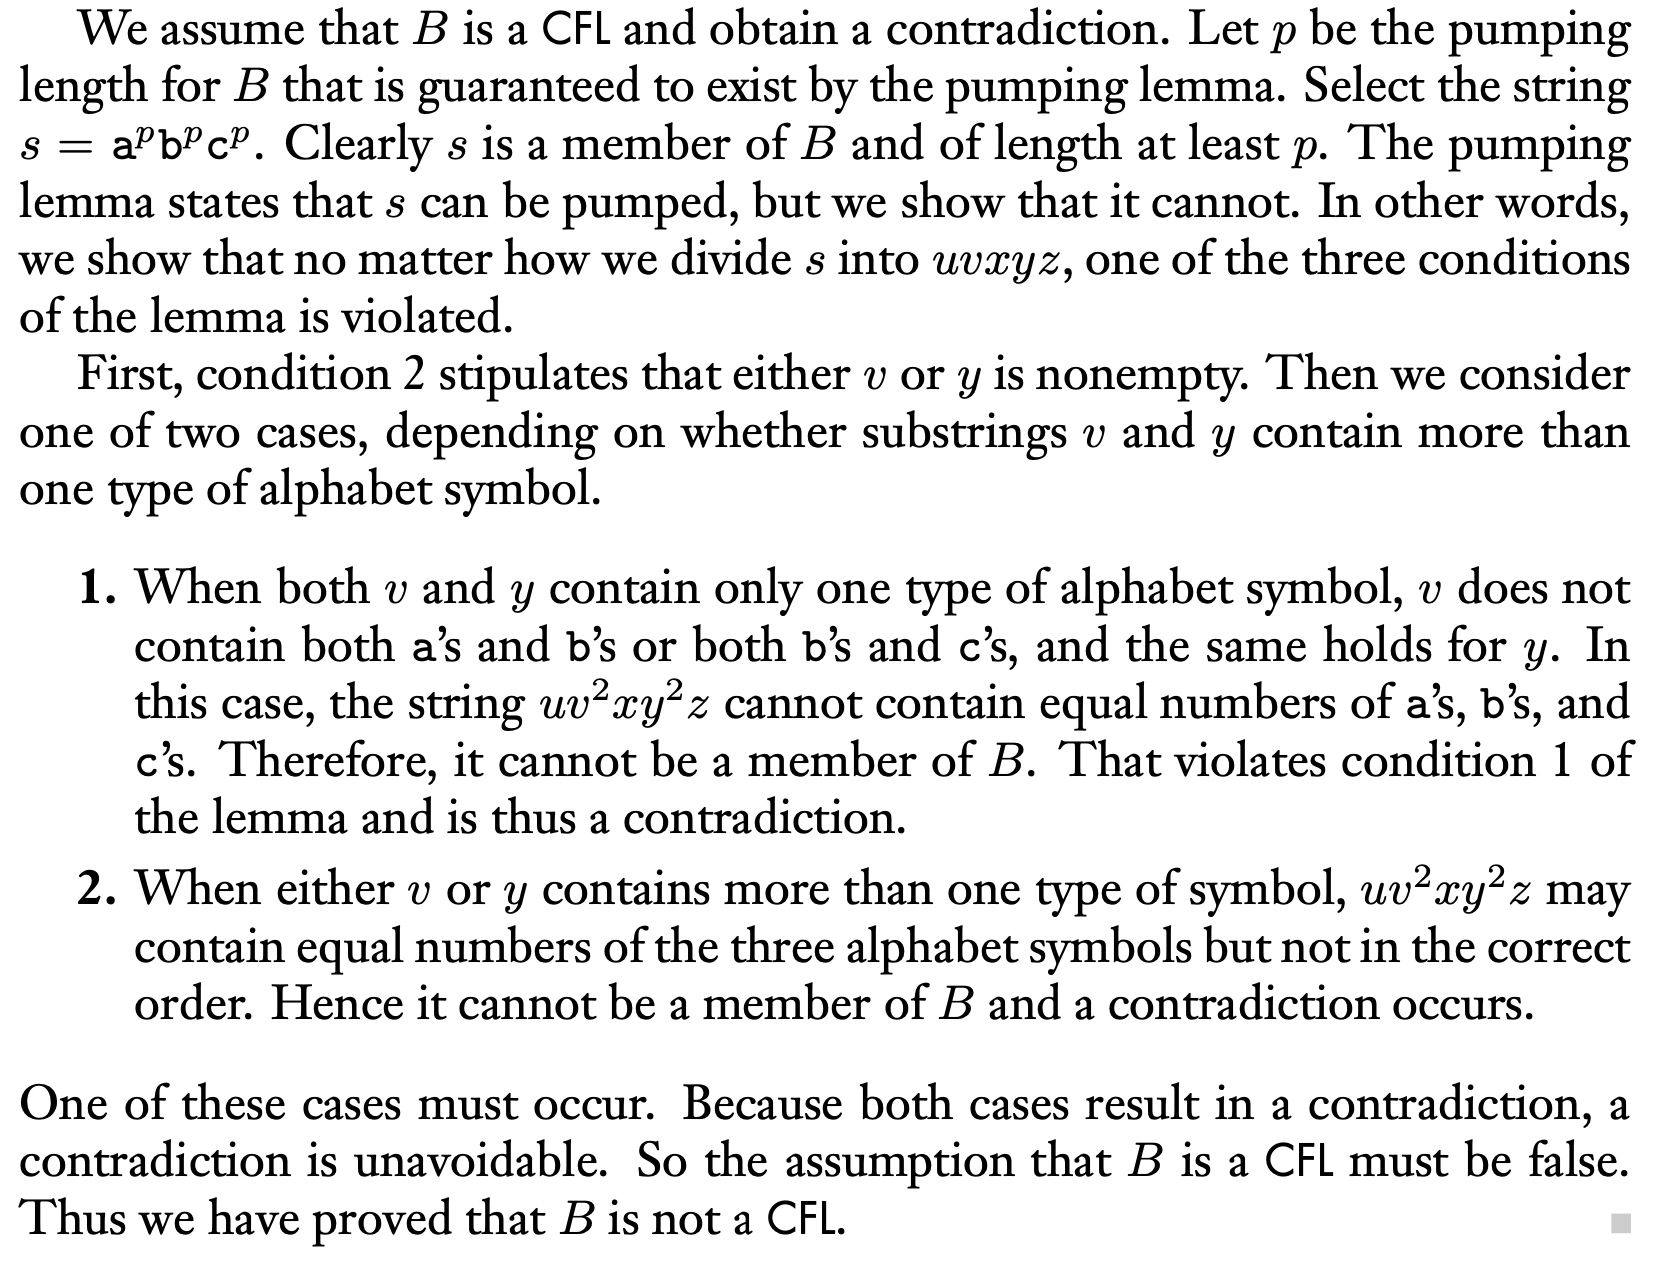 We assume that B is a CFL and obtain a contradiction. Let p be the pumping
length for B that is guaranteed to exist by the pumping lemma. Select the string
s = aᵖbᵖcᵖ. Clearly s is a member of B and of length at least p. The pumping
lemma states that s can be pumped, but we show that it cannot. In other words,
we show that no matter how we divide s into uvxyz, one of the three conditions
of the lemma is violated.
First, condition 2 stipulates that either v or y is nonempty. Then we consider
one of two cases, depending on whether substrings v and y contain more than
one type of alphabet symbol.
1. When both v and y contain only one type of alphabet symbol, v does not
contain both a’s and b’s or both b’s and c’s, and the same holds for y. In
this case, the string uv²xy²z cannot contain equal numbers of a’s, b’s, and
c’s. Therefore, it cannot be a member of B. That violates condition 1 of
the lemma and is thus a contradiction.
2. When either v or y contains more than one type of symbol, uv²xy²z may
contain equal numbers of the three alphabet symbols but not in the correct
order. Hence it cannot be a member of B and a contradiction occurs.
One of these cases must occur. Because both cases result in a contradiction, a
contradiction is unavoidable. So the assumption that B is a CFL must be false.
Thus we have proved that B is not a CFL.